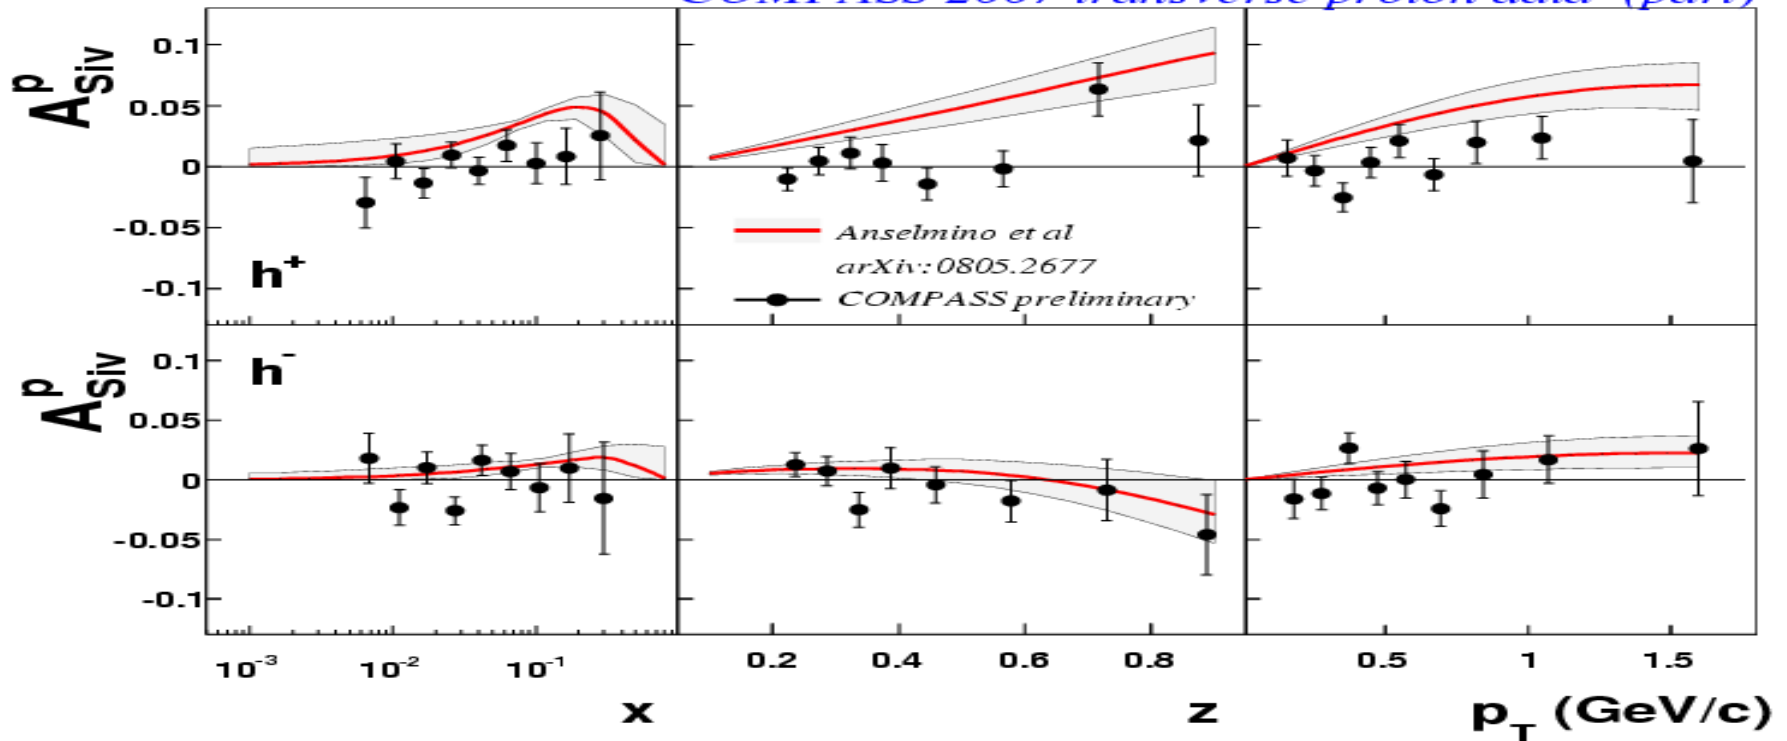 COMPASS 2007 transverse proton data (part)
A^p_Siv
0.1
0.05
0
-0.05
-0.1
h⁺
Anselmino et al
arXiv:0805.2677
COMPASS preliminary
A^p_Siv
0.1
0.05
0
-0.05
-0.1
h⁻
10⁻³ 10⁻² 10⁻¹
0.2 0.4 0.6 0.8
0.5 1 1.5
x
z
p_T (GeV/c)